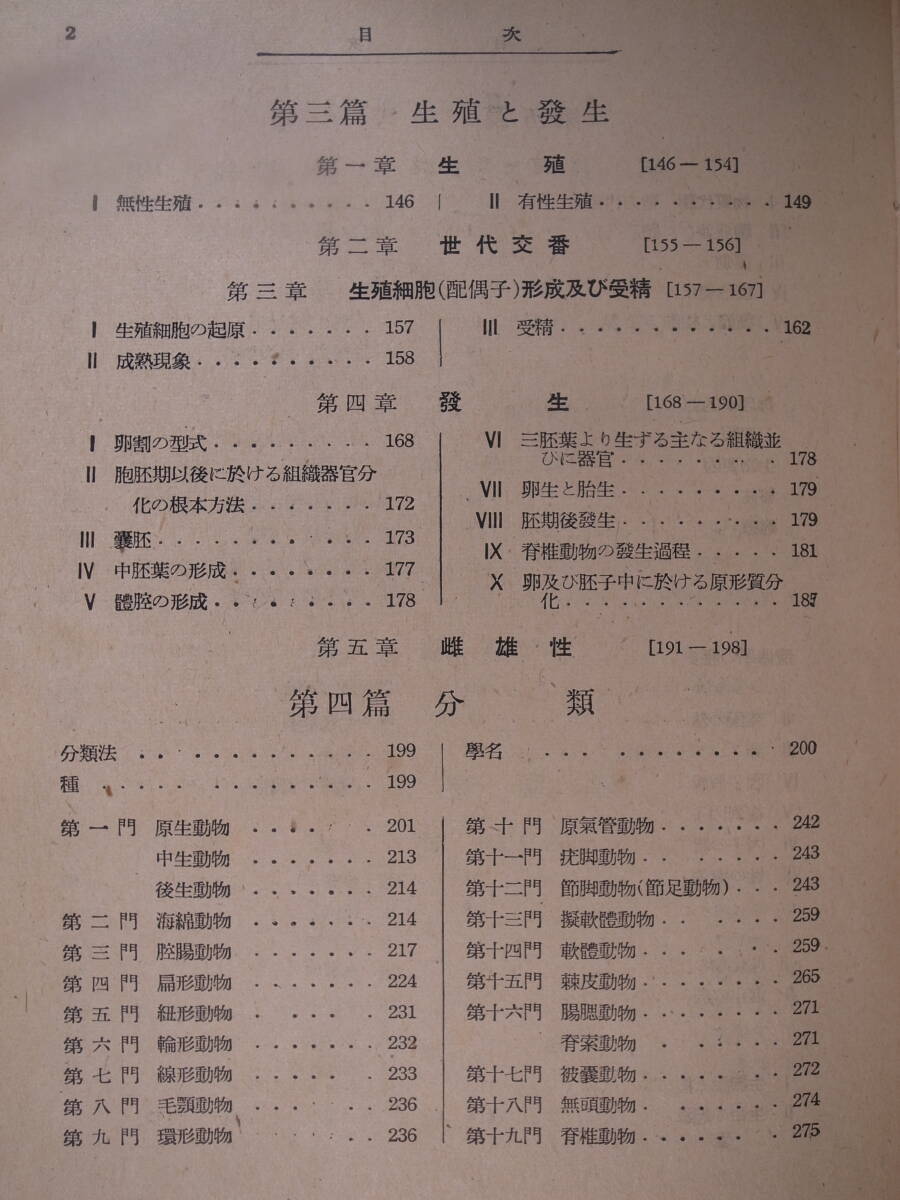 2
目次
第三篇 生殖と發生
第一章 生殖 [146—154]
I 無性生殖 . . . . . . . . . . 146
II 有性生殖 . . . . . . . . . . 149
第二章 世代交番 [155—156]
第三章 生殖細胞(配偶子)形成及び受精 [157—167]
I 生殖細胞の起原 . . . . . . . 157
II 成熟現象 . . . . . . . . . . 158
III 受精 . . . . . . . . . . . . 162
第四章 發生 [168—190]
I 卵割の型式 . . . . . . . . . 168
II 胞胚期以後に於ける組織器官分
化の根本方法 . . . . . . . 172
III 囊胚 . . . . . . . . . . . . 173
IV 中胚葉の形成 . . . . . . . . 177
V 體腔の形成 . . . . . . . . . 178
VI 三胚葉より生ずる主なる組織並
びに器官 . . . . . . . . . 178
VII 卵生と胎生 . . . . . . . . . 179
VIII 胚期後發生 . . . . . . . . . 179
IX 脊椎動物の發生過程 . . . . . 181
X 卵及び胚子中に於ける原形質分
化 . . . . . . . . . . . . 187
第五章 雌雄性 [191—198]
第四篇 分類
分類法 . . . . . . . . . . . 199
種 . . . . . . . . . . . . . 199
學名 . . . . . . . . . . . . 200
第一門 原生動物 . . . . . 201
中生動物 . . . . . . 213
後生動物 . . . . . . 214
第二門 海綿動物 . . . . . . 214
第三門 腔腸動物 . . . . . . 217
第四門 扁形動物 . . . . . . 224
第五門 紐形動物 . . . . . 231
第六門 輪形動物 . . . . . . . 232
第七門 線形動物 . . . . . . 233
第八門 毛顎動物 . . . . . . 236
第九門 環形動物 . . . . . . 236
第十門 原氣管動物 . . . . . . . 242
第十一門 疣脚動物 . . . . . . . 243
第十二門 節脚動物(節足動物) . . . 243
第十三門 擬軟體動物 . . . . . . 259
第十四門 軟體動物 . . . . . . . 259
第十五門 棘皮動物 . . . . . . . . 265
第十六門 腸腮動物 . . . . . . . . 271
脊索動物 . . . . . . 271
第十七門 被囊動物 . . . . . . . . 272
第十八門 無頭動物 . . . . . . . 274
第十九門 脊椎動物 . . . . . . . . 275